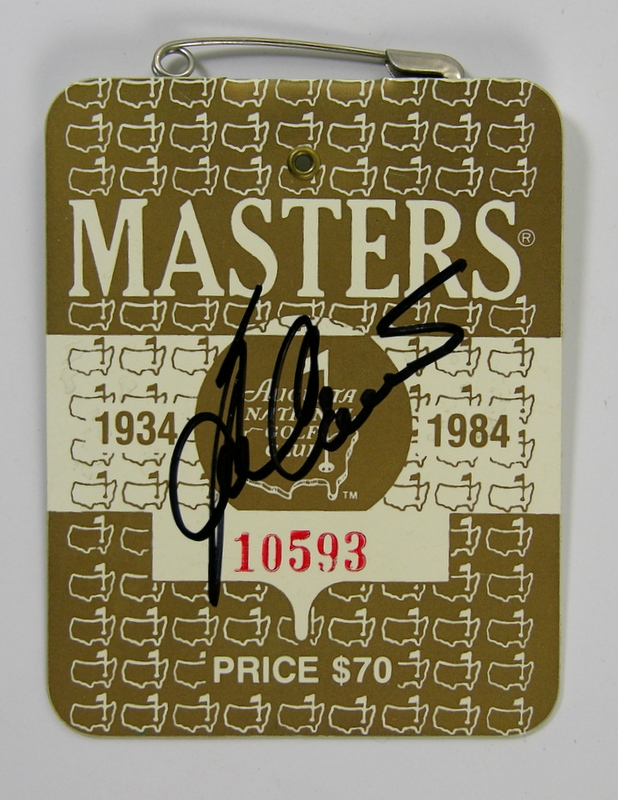 MASTERS®
AUGUSTA
NATIONAL
GOLF
CLUB
1934
1984
TM
10593
PRICE $70